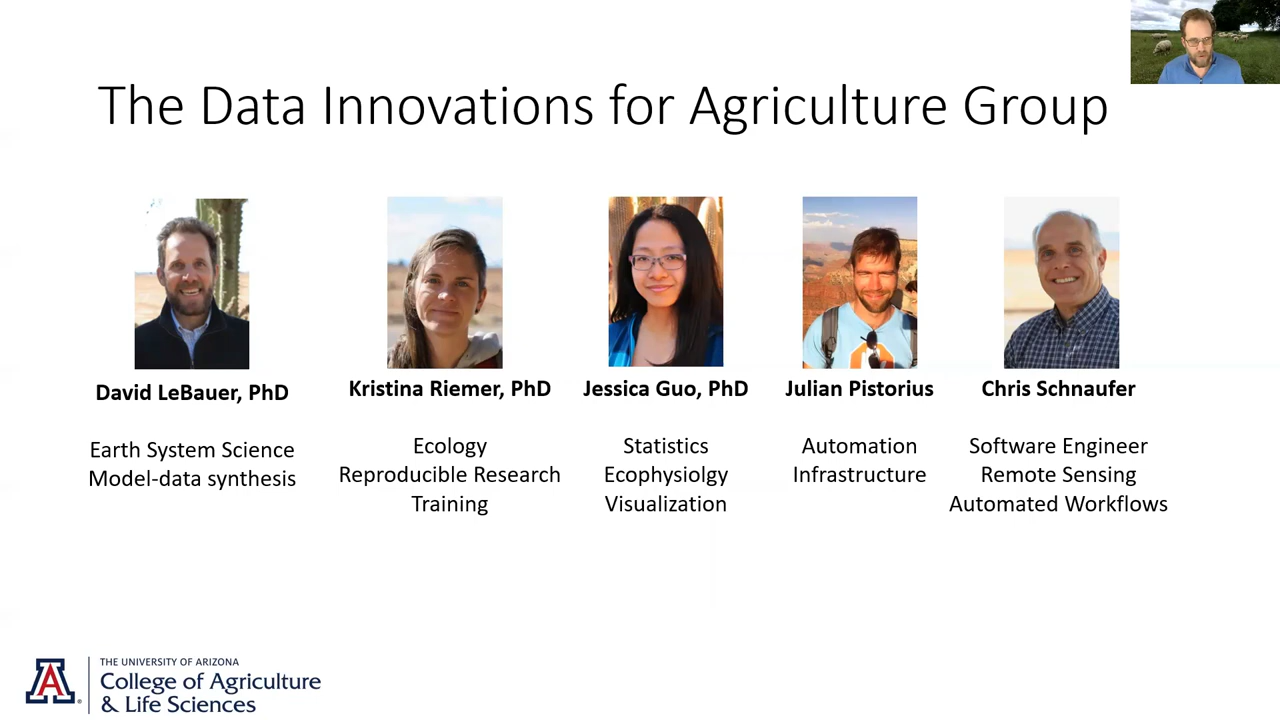 The Data Innovations for Agriculture Group
David LeBauer, PhD
Earth System Science
Model-data synthesis
Kristina Riemer, PhD
Ecology
Reproducible Research
Training
Jessica Guo, PhD
Statistics
Ecophysiolgy
Visualization
Julian Pistorius
Automation
Infrastructure
Chris Schnaufer
Software Engineer
Remote Sensing
Automated Workflows
A
THE UNIVERSITY OF ARIZONA
College of Agriculture
& Life Sciences